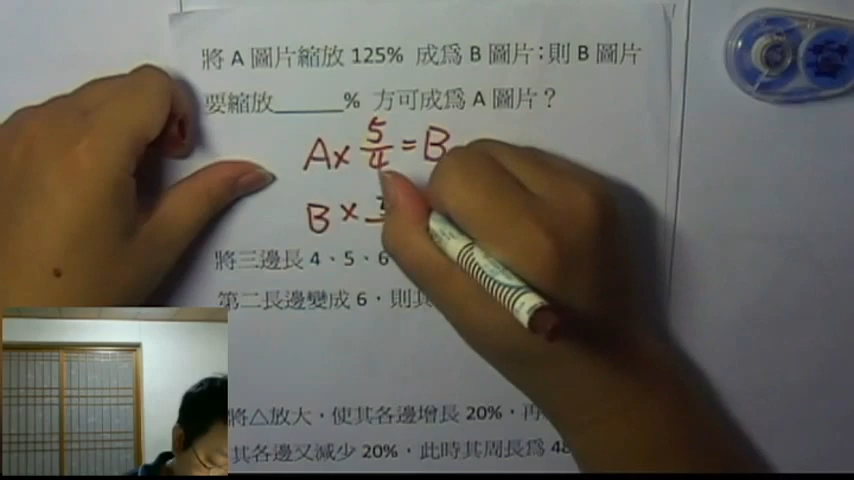 將 A 圖片縮放 125% 成為 B 圖片；則 B 圖片
要縮放______% 方可成為 A 圖片？
A × 5/4 = B
B ×
將三邊長 4、5、6
第二長邊變成 6，則其
將△放大，使其各邊增長 20%，再
其各邊又減少 20%，此時其周長為 48